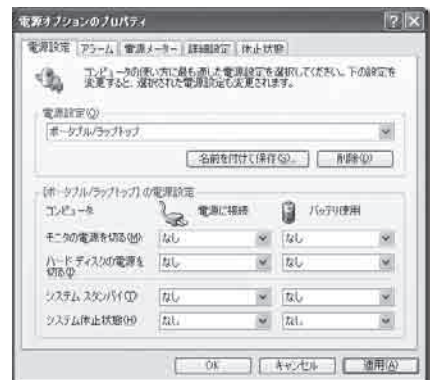 電源オプションのプロパティ
電源設定 アラーム 電源メーター 詳細設定 休止状態
コンピュータの使い方に最も適した電源設定を選択してください。下の設定を
変更すると、選択された電源設定も変更されます。
電源設定(O)
ポータブル/ラップトップ
名前を付けて保存(S)... 削除(D)
[ポータブル/ラップトップ] の電源設定
コンピュータ 電源に接続 バッテリ使用
モニタの電源を切る(M) なし なし
ハード ディスクの電源を
切る(I) なし なし
システム スタンバイ(T) なし なし
システム休止状態(H) なし なし
OK キャンセル 適用(A)